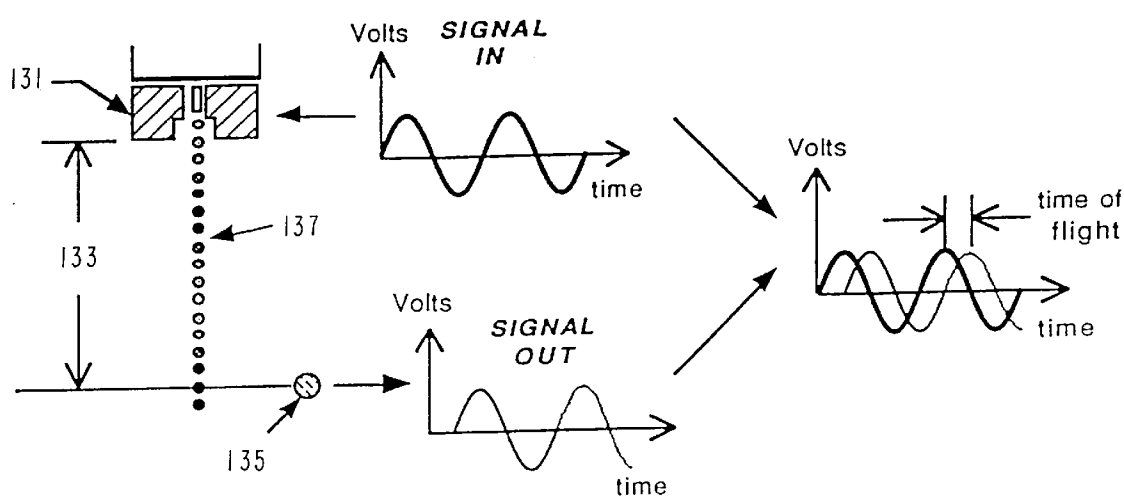 131
133
137
135
Volts
SIGNAL
IN
time
Volts
SIGNAL
OUT
time
Volts
time of
flight
time